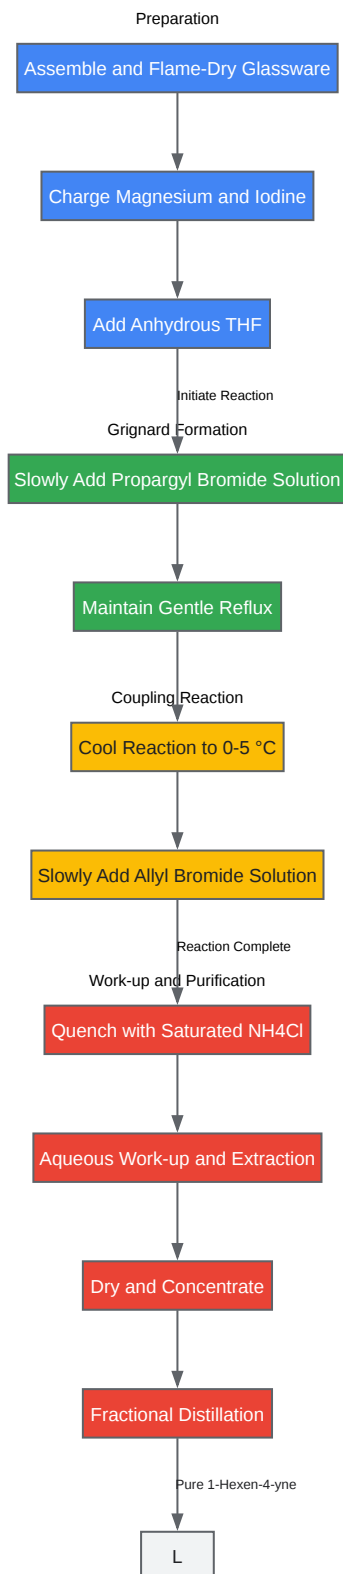 Preparation
Assemble and Flame-Dry Glassware
Charge Magnesium and Iodine
Add Anhydrous THF
Initiate Reaction
Grignard Formation
Slowly Add Propargyl Bromide Solution
Maintain Gentle Reflux
Coupling Reaction
Cool Reaction to 0-5 °C
Slowly Add Allyl Bromide Solution
Reaction Complete
Work-up and Purification
Quench with Saturated NH4Cl
Aqueous Work-up and Extraction
Dry and Concentrate
Fractional Distillation
Pure 1-Hexen-4-yne
L